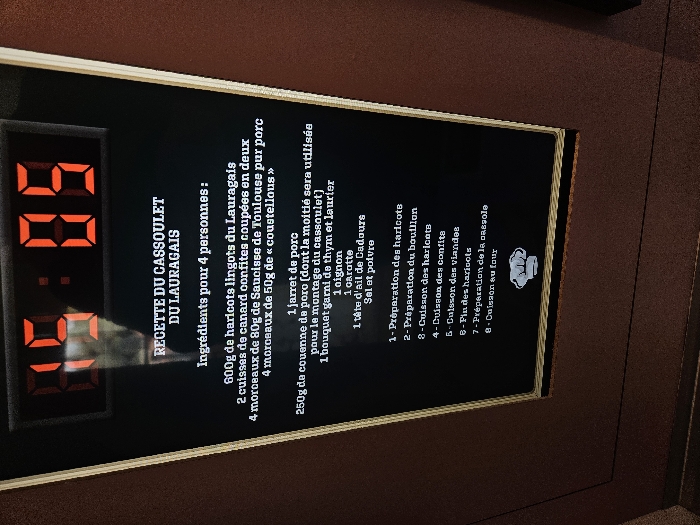 15:05
RECETTE DU CASSOULET
DU LAURAGAIS
Ingrédients pour 4 personnes :
600g de haricots lingots du Lauragais
2 cuisses de canard confites coupées en deux
4 morceaux de 80g de Saucisse de Toulouse pur porc
4 morceaux de 50g de « coustellous »
1 jarret de porc
250g de couenne de porc (dont la moitié sera utilisée
pour le montage du cassoulet)
1 bouquet garni de thym et laurier
1 oignon
1 carotte
1 tête d'ail de Cadours
Sel et poivre
1 - Préparation des haricots
2 - Préparation du bouillon
3 - Cuisson des haricots
4 - Cuisson des confits
5 - Cuisson des viandes
6 - Fin des haricots
7 - Préparation de la cassole
8 - Cuisson au four